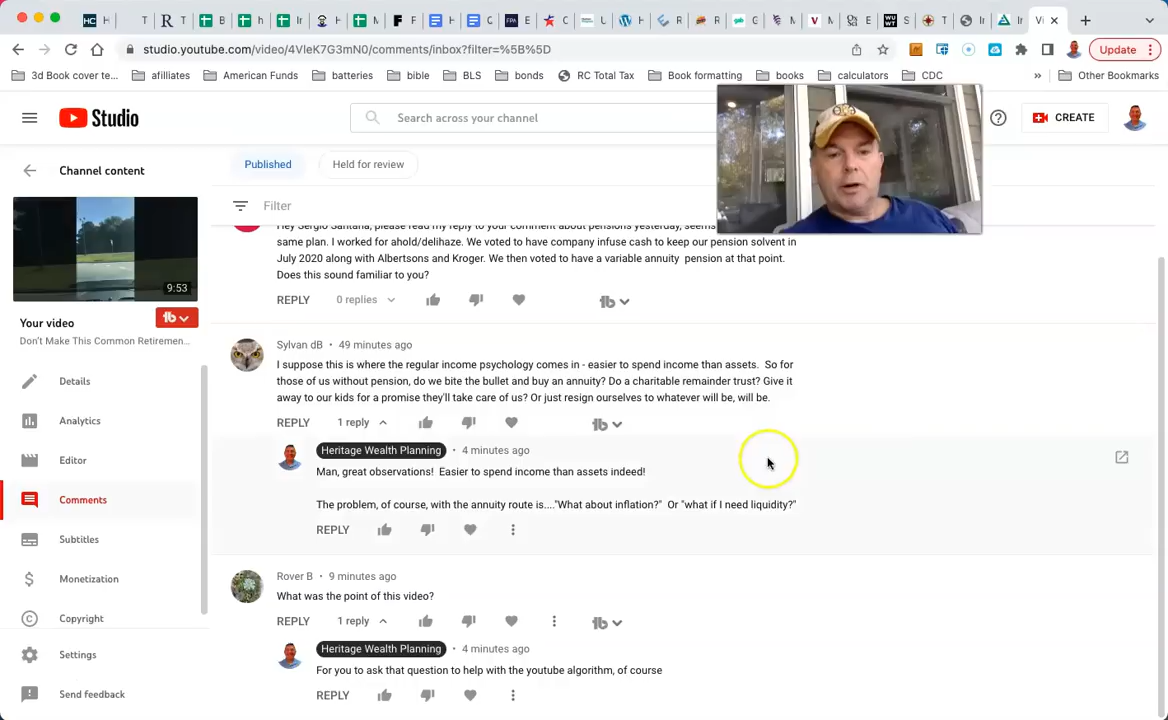 HC T R T B h Ir H M F H C FPA C U H R R G M V E S T Ir Ir Vi
studio.youtube.com/video/4VleK7G3mN0/comments/inbox?filter=%5B%5D Update
3d Book cover te... afilliates American Funds batteries bible BLS bonds RC Total Tax Book formatting books calculators CDC » Other Bookmarks
Studio Search across your channel CREATE
Channel content
Published Held for review
Filter
Hey Sergio Santana, please read my reply to your comment about pensions yesterday, seems
same plan. I worked for ahold/delihaze. We voted to have company infuse cash to keep our pension solvent in
July 2020 along with Albertsons and Kroger. We then voted to have a variable annuity pension at that point.
Does this sound familiar to you?
REPLY 0 replies
9:53
Your video
Don't Make This Common Retiremen...
Details
Analytics
Editor
Comments
Subtitles
Monetization
Copyright
Settings
Send feedback
Sylvan dB • 49 minutes ago
I suppose this is where the regular income psychology comes in - easier to spend income than assets. So for
those of us without pension, do we bite the bullet and buy an annuity? Do a charitable remainder trust? Give it
away to our kids for a promise they'll take care of us? Or just resign ourselves to whatever will be, will be.
REPLY 1 reply
Heritage Wealth Planning • 4 minutes ago
Man, great observations! Easier to spend income than assets indeed!
The problem, of course, with the annuity route is...."What about inflation?" Or "what if I need liquidity?"
REPLY
Rover B • 9 minutes ago
What was the point of this video?
REPLY 1 reply
Heritage Wealth Planning • 4 minutes ago
For you to ask that question to help with the youtube algorithm, of course
REPLY